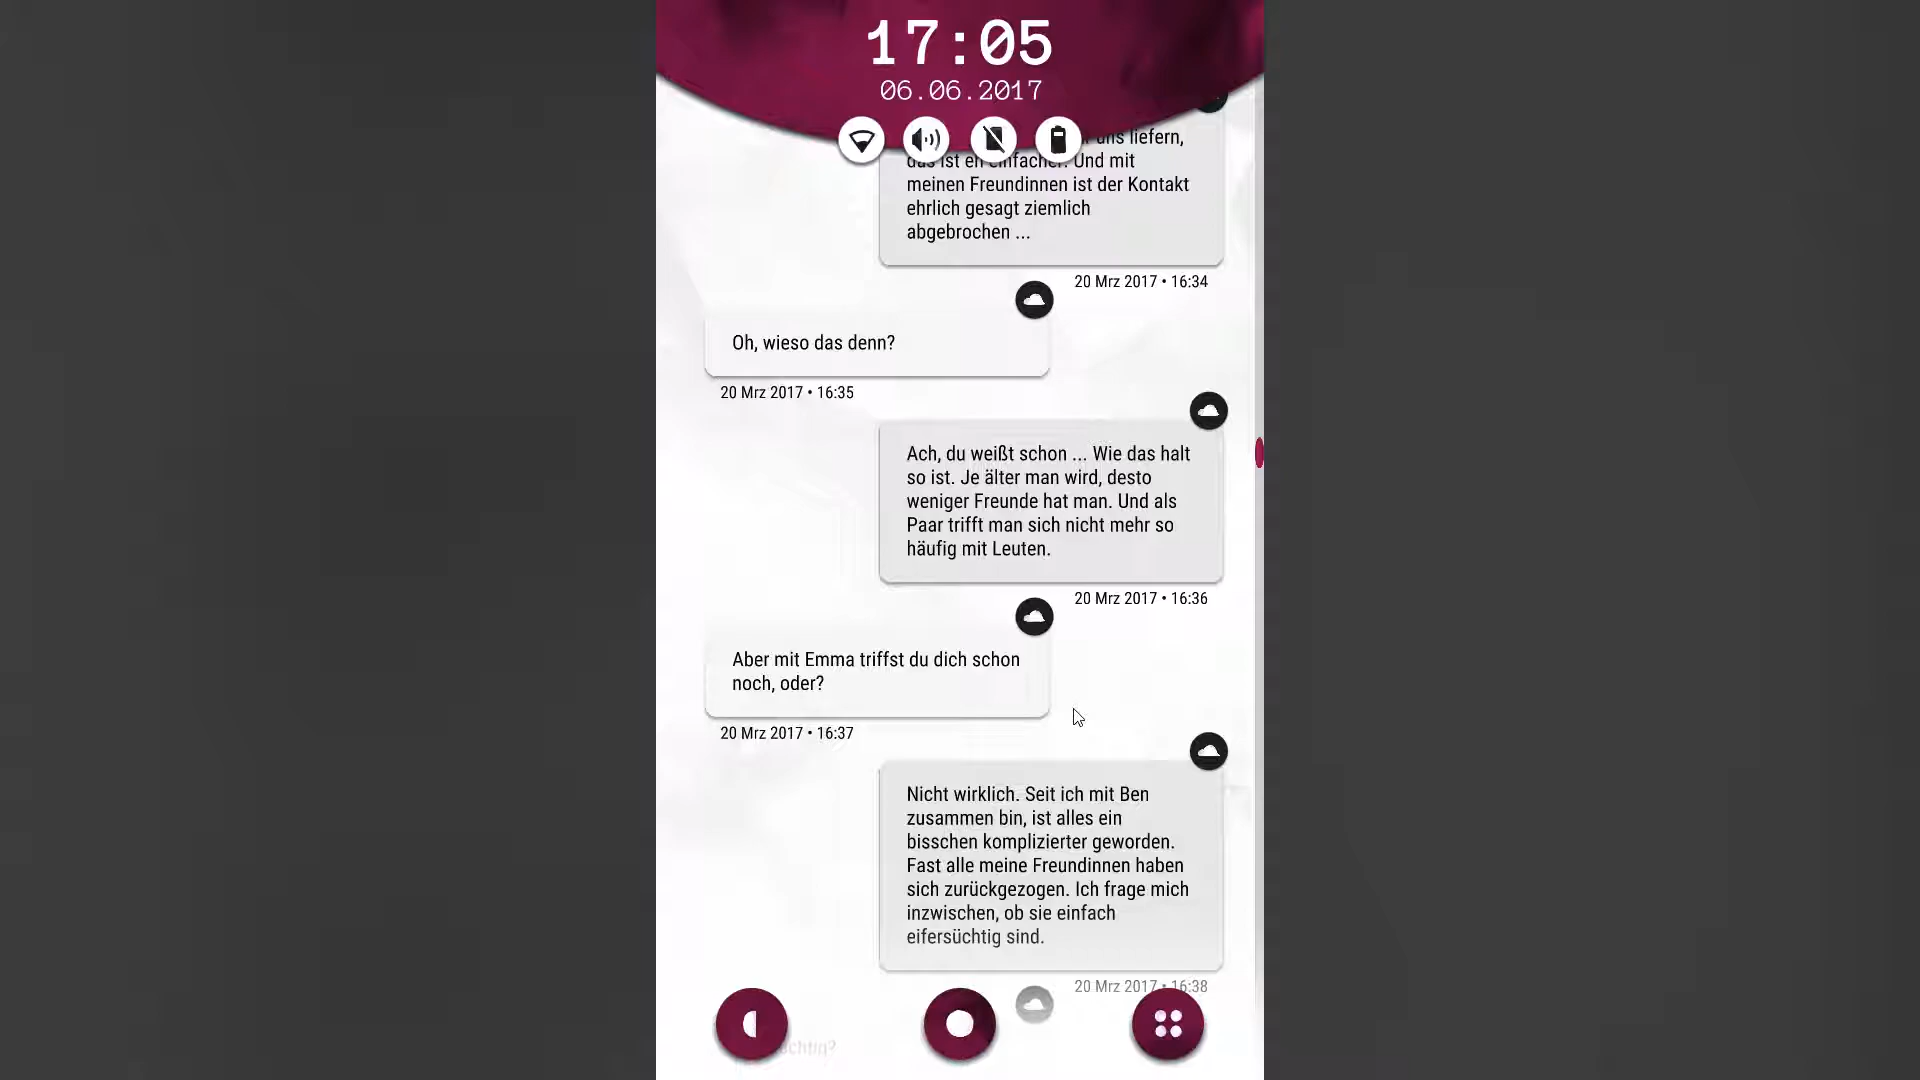 17:05
06.06.2017
uns liefern,
das ist eh einfacher. Und mit
meinen Freundinnen ist der Kontakt
ehrlich gesagt ziemlich
abgebrochen ...
20 Mrz 2017 • 16:34
Oh, wieso das denn?
20 Mrz 2017 • 16:35
Ach, du weißt schon ... Wie das halt
so ist. Je älter man wird, desto
weniger Freunde hat man. Und als
Paar trifft man sich nicht mehr so
häufig mit Leuten.
20 Mrz 2017 • 16:36
Aber mit Emma triffst du dich schon
noch, oder?
20 Mrz 2017 • 16:37
Nicht wirklich. Seit ich mit Ben
zusammen bin, ist alles ein
bisschen komplizierter geworden.
Fast alle meine Freundinnen haben
sich zurückgezogen. Ich frage mich
inzwischen, ob sie einfach
eifersüchtig sind.
20 Mrz 2017 • 16:38